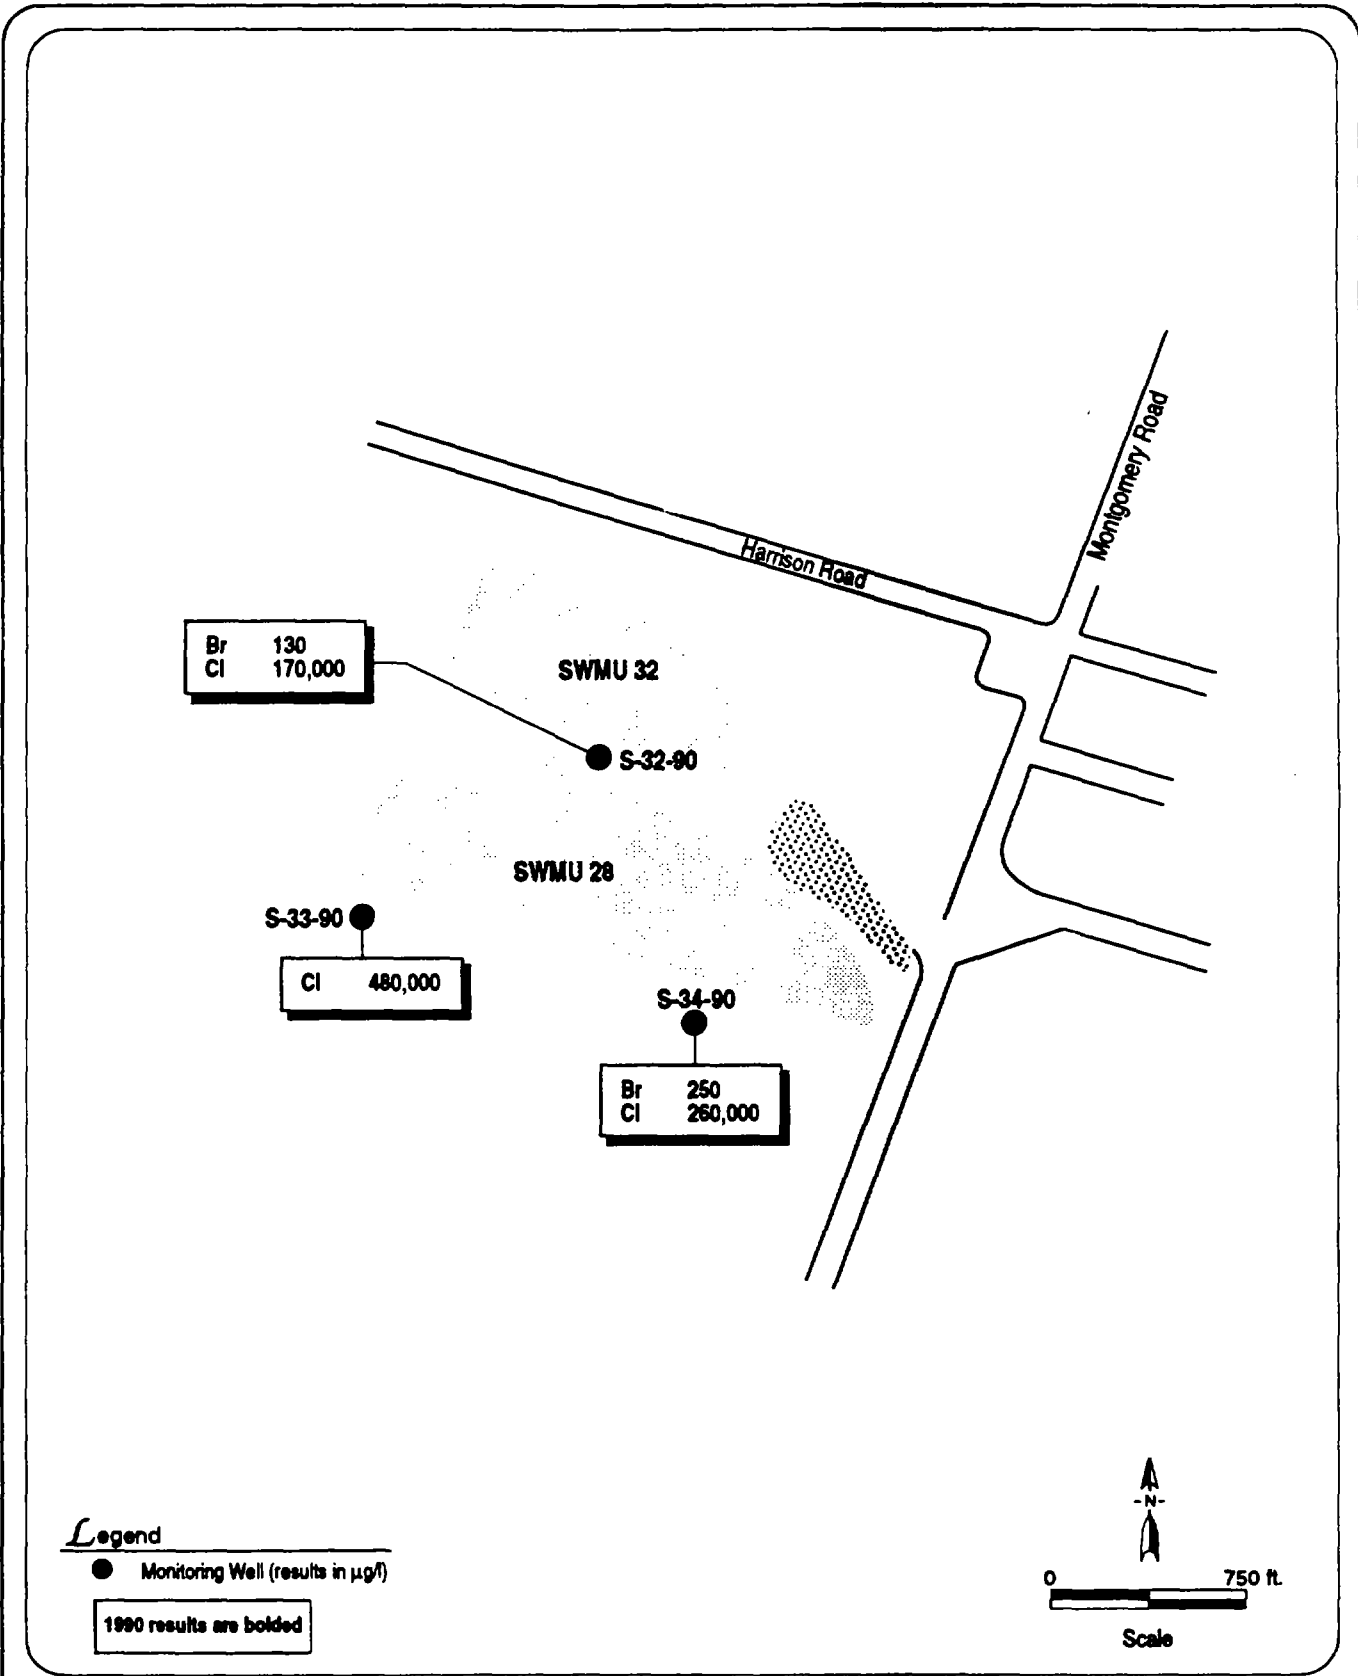 Montgomery Road
Harrison Road
Br 130
Cl 170,000
SWMU 32
S-32-90
SWMU 28
S-33-90
Cl 480,000
S-34-90
Br 250
Cl 260,000
Legend
Monitoring Well (results in µg/l)
1990 results are bolded
-N-
0 750 ft.
Scale